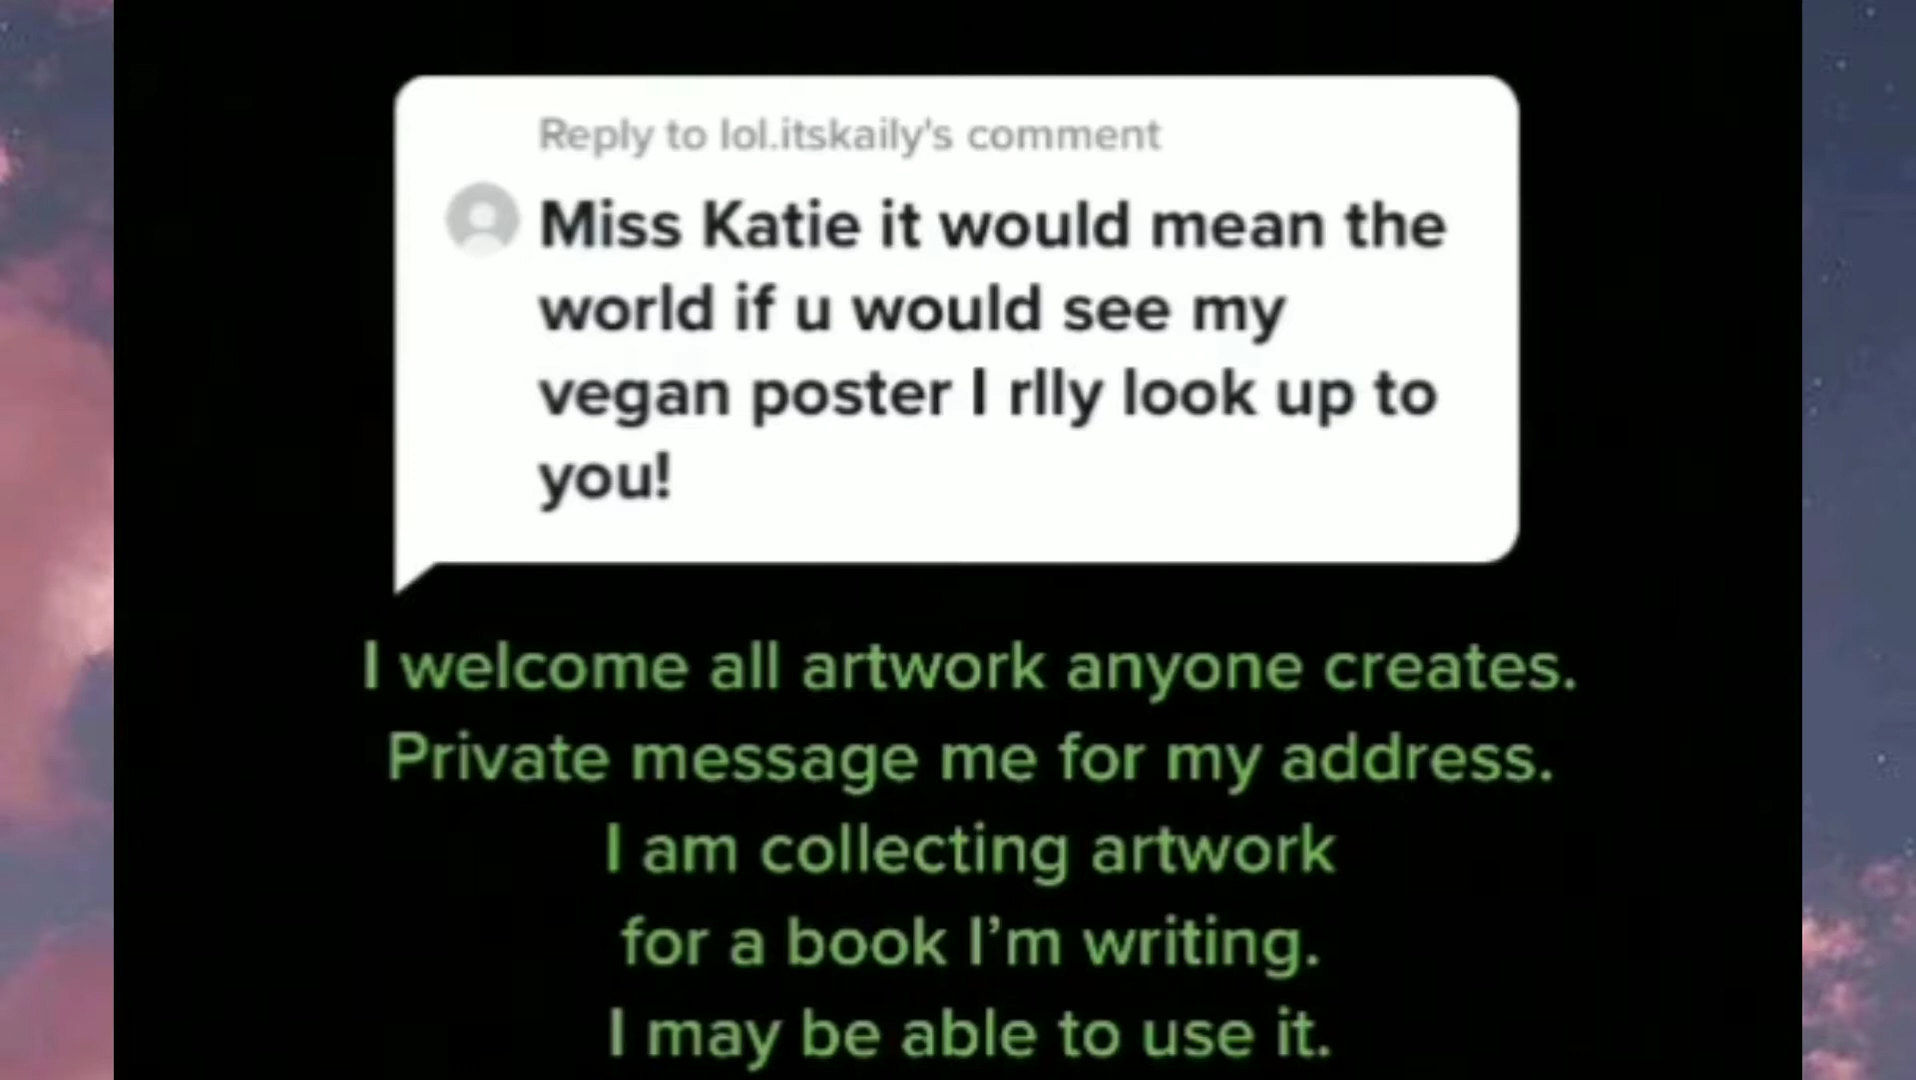 Reply to lol.itskaily's comment
Miss Katie it would mean the
world if u would see my
vegan poster I rlly look up to
you!
I welcome all artwork anyone creates.
Private message me for my address.
I am collecting artwork
for a book I’m writing.
I may be able to use it.